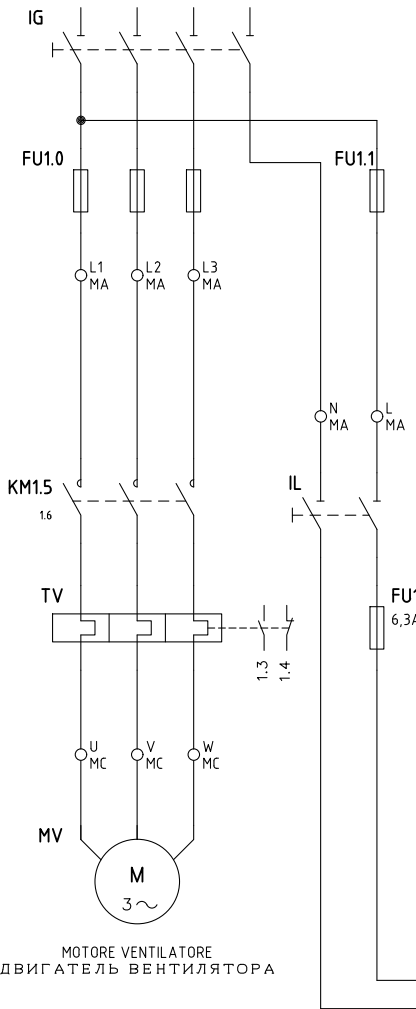 IG
FU1.0
FU1.1
L1
MA
L2
MA
L3
MA
N
MA
L
MA
KM1.5
1.6
IL
TV
FU1
6,3A
1.3
1.4
U
MC
V
MC
W
MC
MV
M
3~
MOTORE VENTILATORE
ДВИГАТЕЛЬ ВЕНТИЛЯТОРА